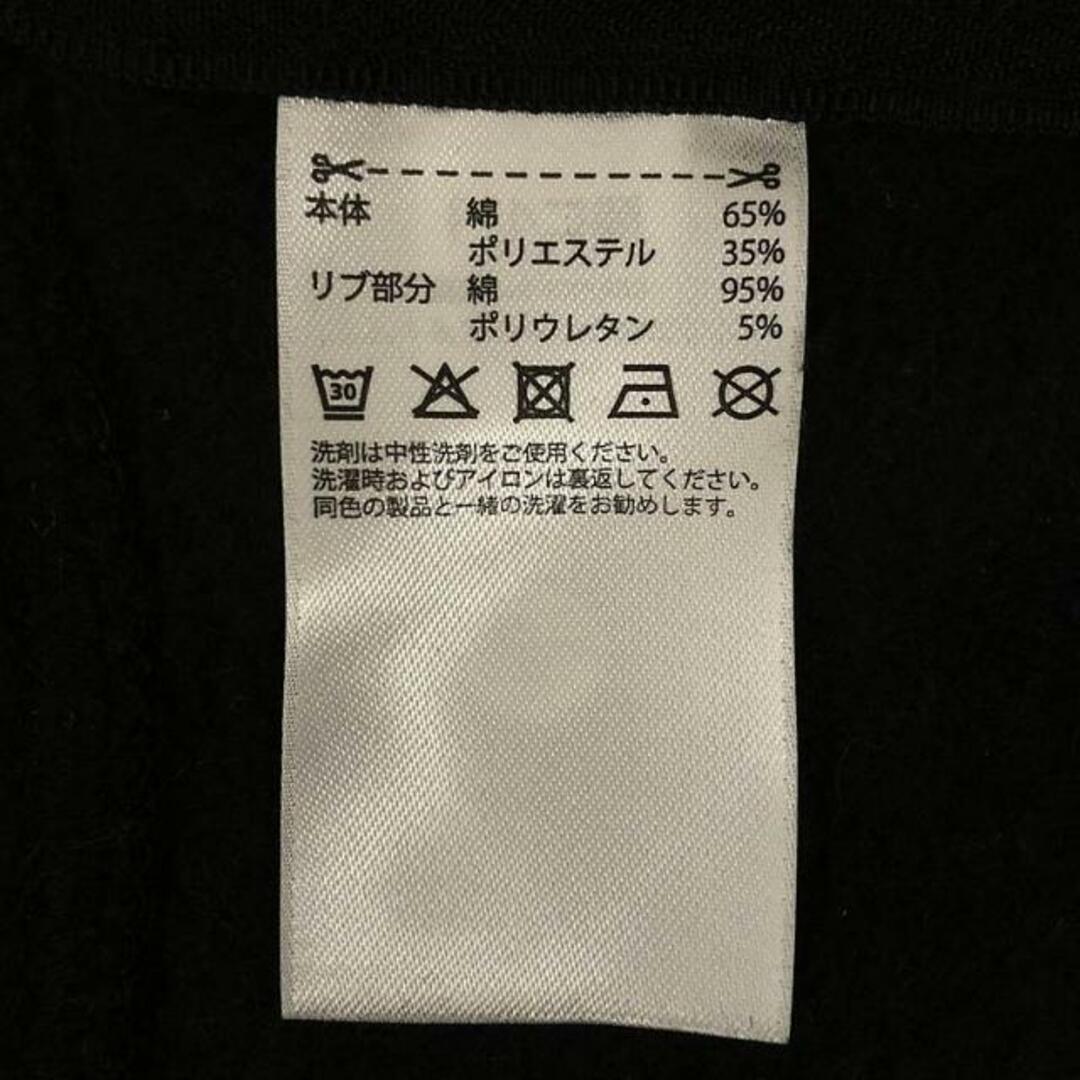 本体 綿 65%
ポリエステル 35%
リブ部分 綿 95%
ポリウレタン 5%
30
洗剤は中性洗剤をご使用ください。
洗濯時およびアイロンは裏返してください。
同色の製品と一緒の洗濯をお勧めします。